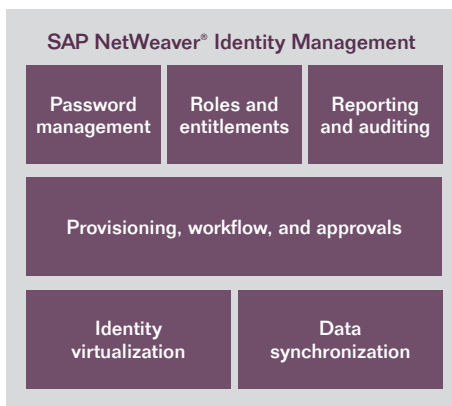 SAP NetWeaver® Identity Management
Password
management
Roles and
entitlements
Reporting
and auditing
Provisioning, workflow, and approvals
Identity
virtualization
Data
synchronization